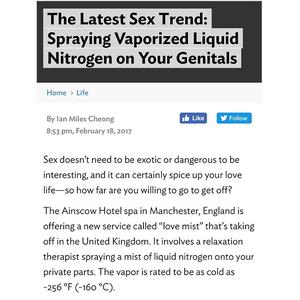 The Latest Sex Trend:
Spraying Vaporized Liquid
Nitrogen on Your Genitals
Home > Life
By Ian Miles Cheong
8:53 pm, February 18, 2017
Like
Follow
Sex doesn't need to be exotic or dangerous to be
interesting, and it can certainly spice up your love
life—so how far are you willing to go to get off?
The Ainscow Hotel spa in Manchester, England is
offering a new service called "love mist" that's taking
off in the United Kingdom. It involves a relaxation
therapist spraying a mist of liquid nitrogen onto your
private parts. The vapor is rated to be as cold as
-256 °F (-160 °C).